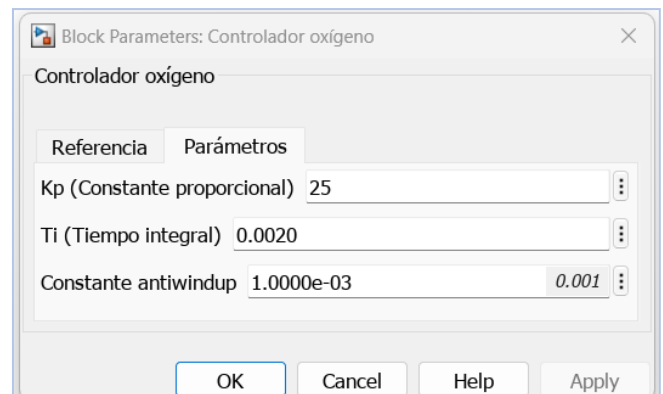 Block Parameters: Controlador oxígeno
Controlador oxígeno
Referencia Parámetros
Kp (Constante proporcional) 25
Ti (Tiempo integral) 0.0020
Constante antiwindup 1.0000e-03 0.001
OK Cancel Help Apply